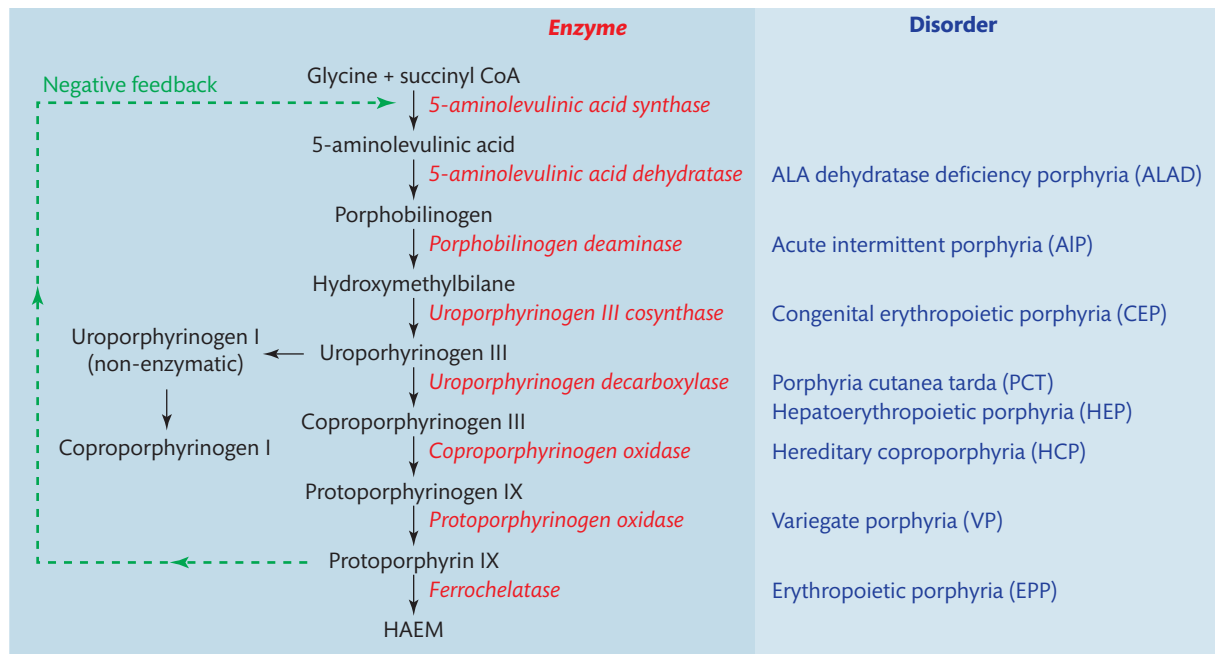 Enzyme
Disorder
Negative feedback
Glycine + succinyl CoA
5-aminolevulinic acid synthase
5-aminolevulinic acid
5-aminolevulinic acid dehydratase
ALA dehydratase deficiency porphyria (ALAD)
Porphobilinogen
Porphobilinogen deaminase
Acute intermittent porphyria (AIP)
Hydroxymethylbilane
Uroporphyrinogen III cosynthase
Congenital erythropoietic porphyria (CEP)
Uroporphyrinogen I
(non-enzymatic)
Uroporhyrinogen III
Uroporphyrinogen decarboxylase
Porphyria cutanea tarda (PCT)
Hepatoerythropoietic porphyria (HEP)
Coproporphyrinogen III
Coproporphyrinogen I
Coproporphyrinogen oxidase
Hereditary coproporphyria (HCP)
Protoporphyrinogen IX
Protoporphyrinogen oxidase
Variegate porphyria (VP)
Protoporphyrin IX
Ferrochelatase
Erythropoietic porphyria (EPP)
HAEM